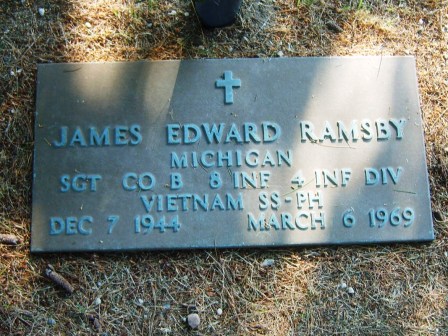 JAMES EDWARD RAMSBY
MICHIGAN
SGT CO B 8 INF 4 INF DIV
VIETNAM SS-PH
DEC 7 1944 MARCH 6 1969